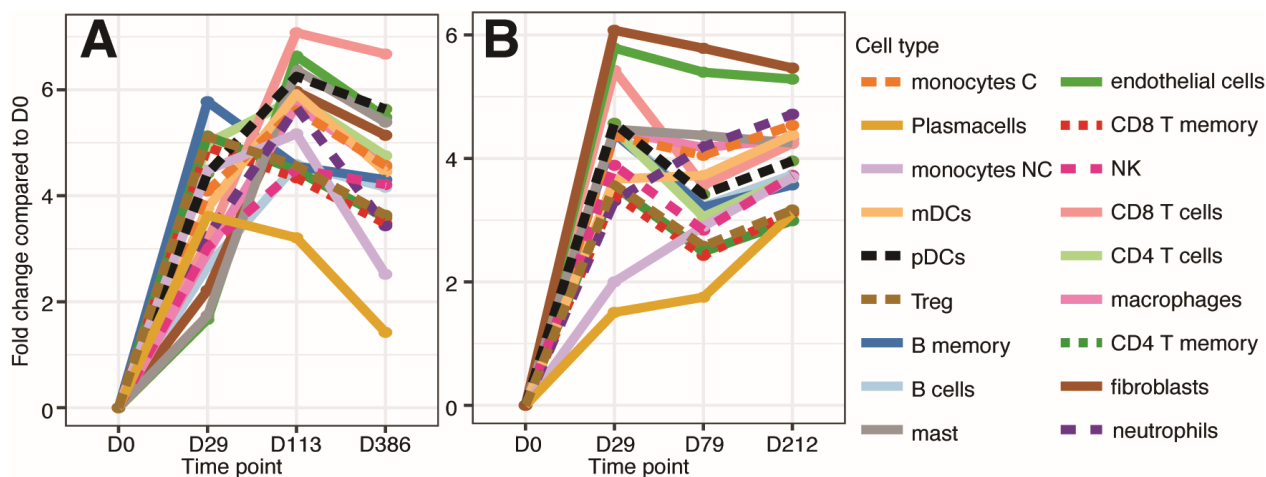 A
B
Fold change compared to D0
6
4
2
0
D0 D29 D113 D386
Time point
6
4
2
0
D0 D29 D79 D212
Time point
Cell type
monocytes C
Plasmacells
monocytes NC
mDCs
pDCs
Treg
B memory
B cells
mast
endothelial cells
CD8 T memory
NK
CD8 T cells
CD4 T cells
macrophages
CD4 T memory
fibroblasts
neutrophils